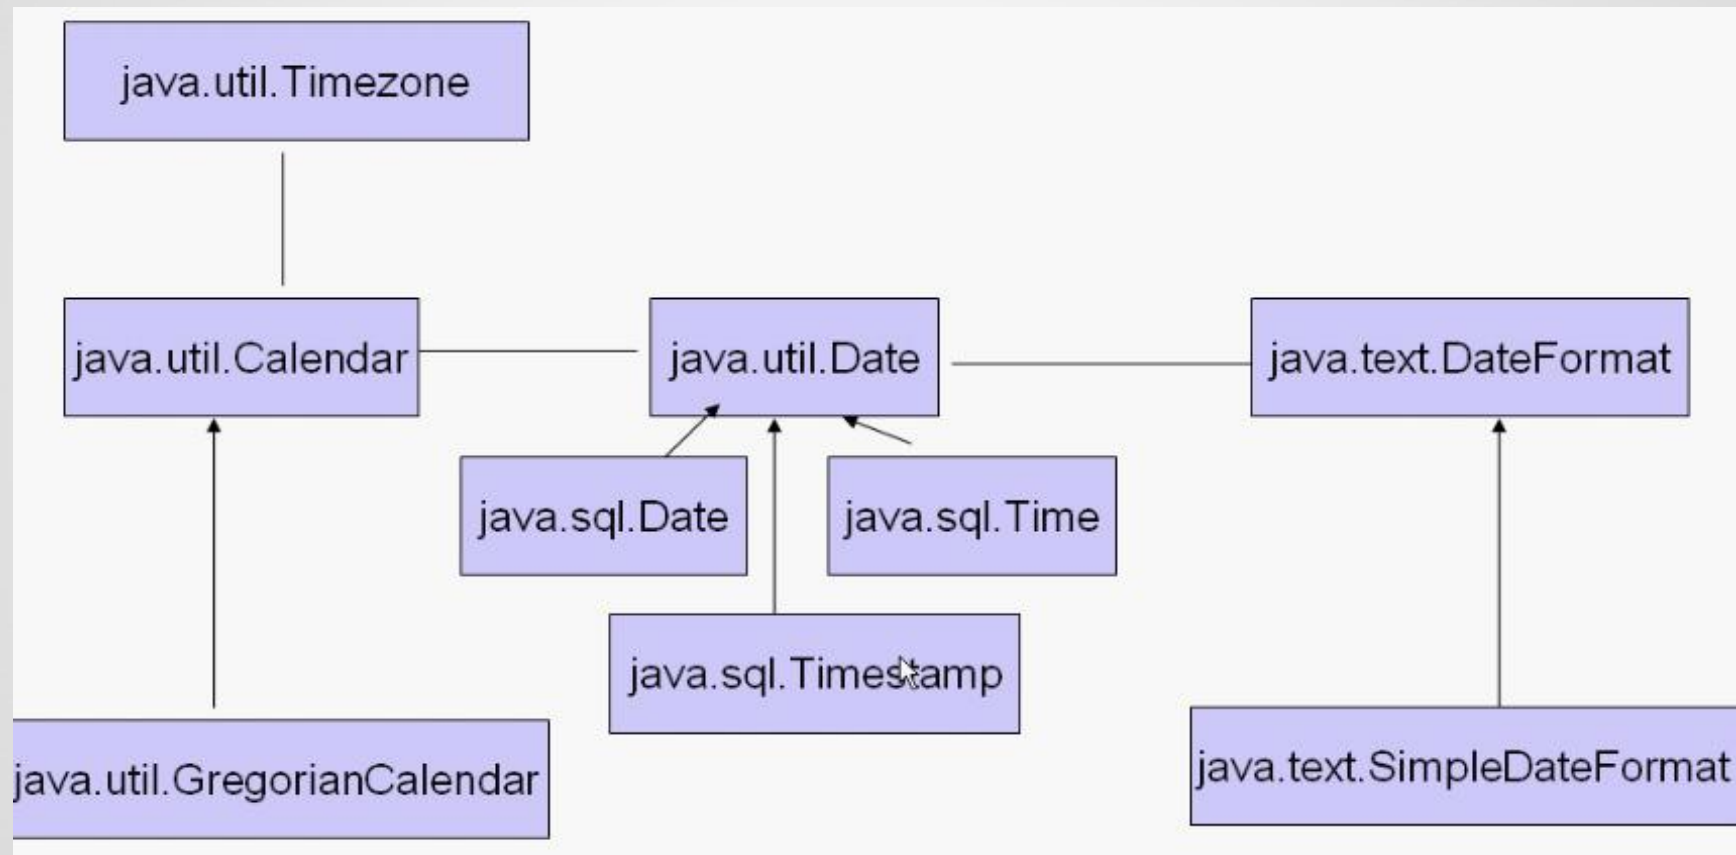 java.util.Timezone
java.util.Calendar
java.util.Date
java.text.DateFormat
java.sql.Date
java.sql.Time
java.sql.Timestamp
java.util.GregorianCalendar
java.text.SimpleDateFormat